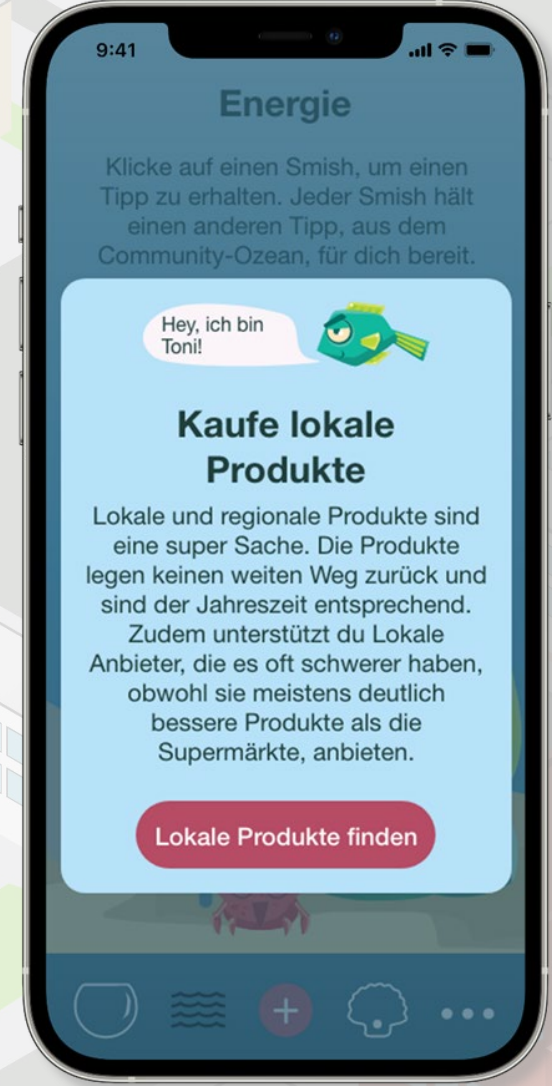 9:41
Energie
Klicke auf einen Smish, um einen
Tipp zu erhalten. Jeder Smish hält
einen anderen Tipp, aus dem
Community-Ozean, für dich bereit.
Hey, ich bin
Toni!
Kaufe lokale
Produkte
Lokale und regionale Produkte sind
eine super Sache. Die Produkte
legen keinen weiten Weg zurück und
sind der Jahreszeit entsprechend.
Zudem unterstützt du Lokale
Anbieter, die es oft schwerer haben,
obwohl sie meistens deutlich
bessere Produkte als die
Supermärkte, anbieten.
Lokale Produkte finden